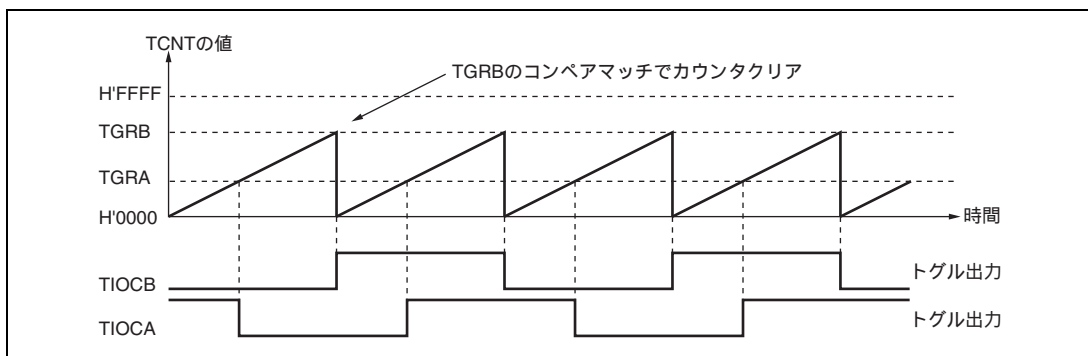 TCNTの値
TGRBのコンペアマッチでカウンタクリア
H'FFFF
TGRB
TGRA
H'0000
時間
TIOCB
トグル出力
TIOCA
トグル出力